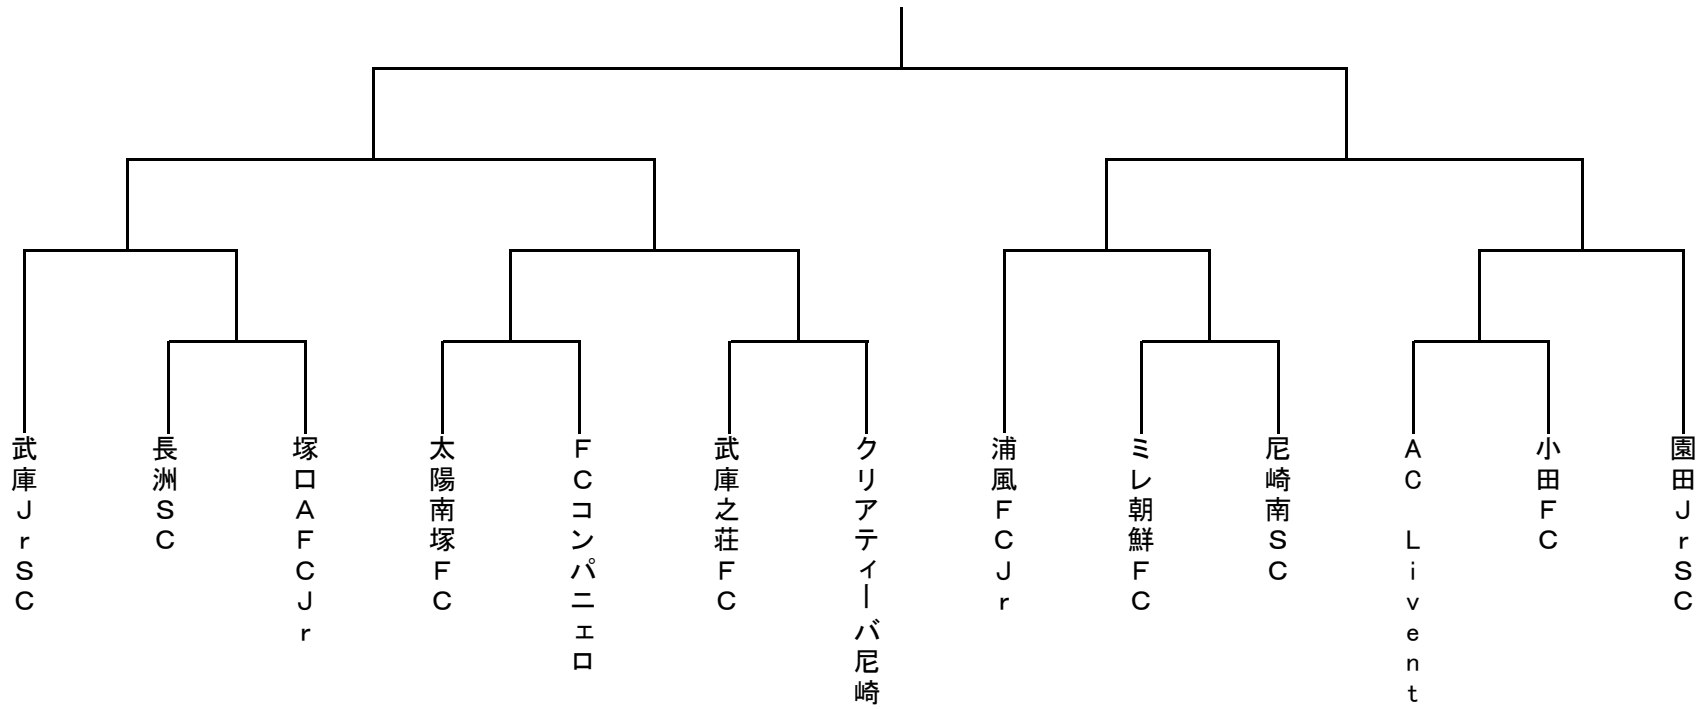 武庫JrSC
長洲SC
塚口AFCJr
太陽南塚FC
FCコンパニェロ
武庫之荘FC
クリアティーバ尼崎
浦風FCJr
ミレ朝鮮FC
尼崎南SC
AC Livent
小田FC
園田JrSC